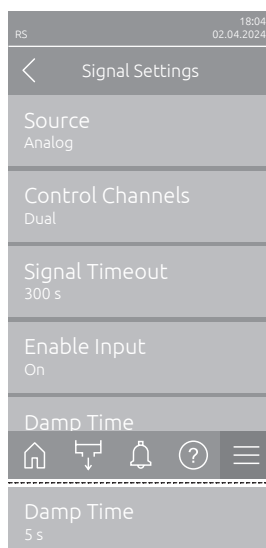 18:04
RS 02.04.2024
Signal Settings
Source
Analog
Control Channels
Dual
Signal Timeout
300 s
Enable Input
On
Damp Time
?
Damp Time
5 s